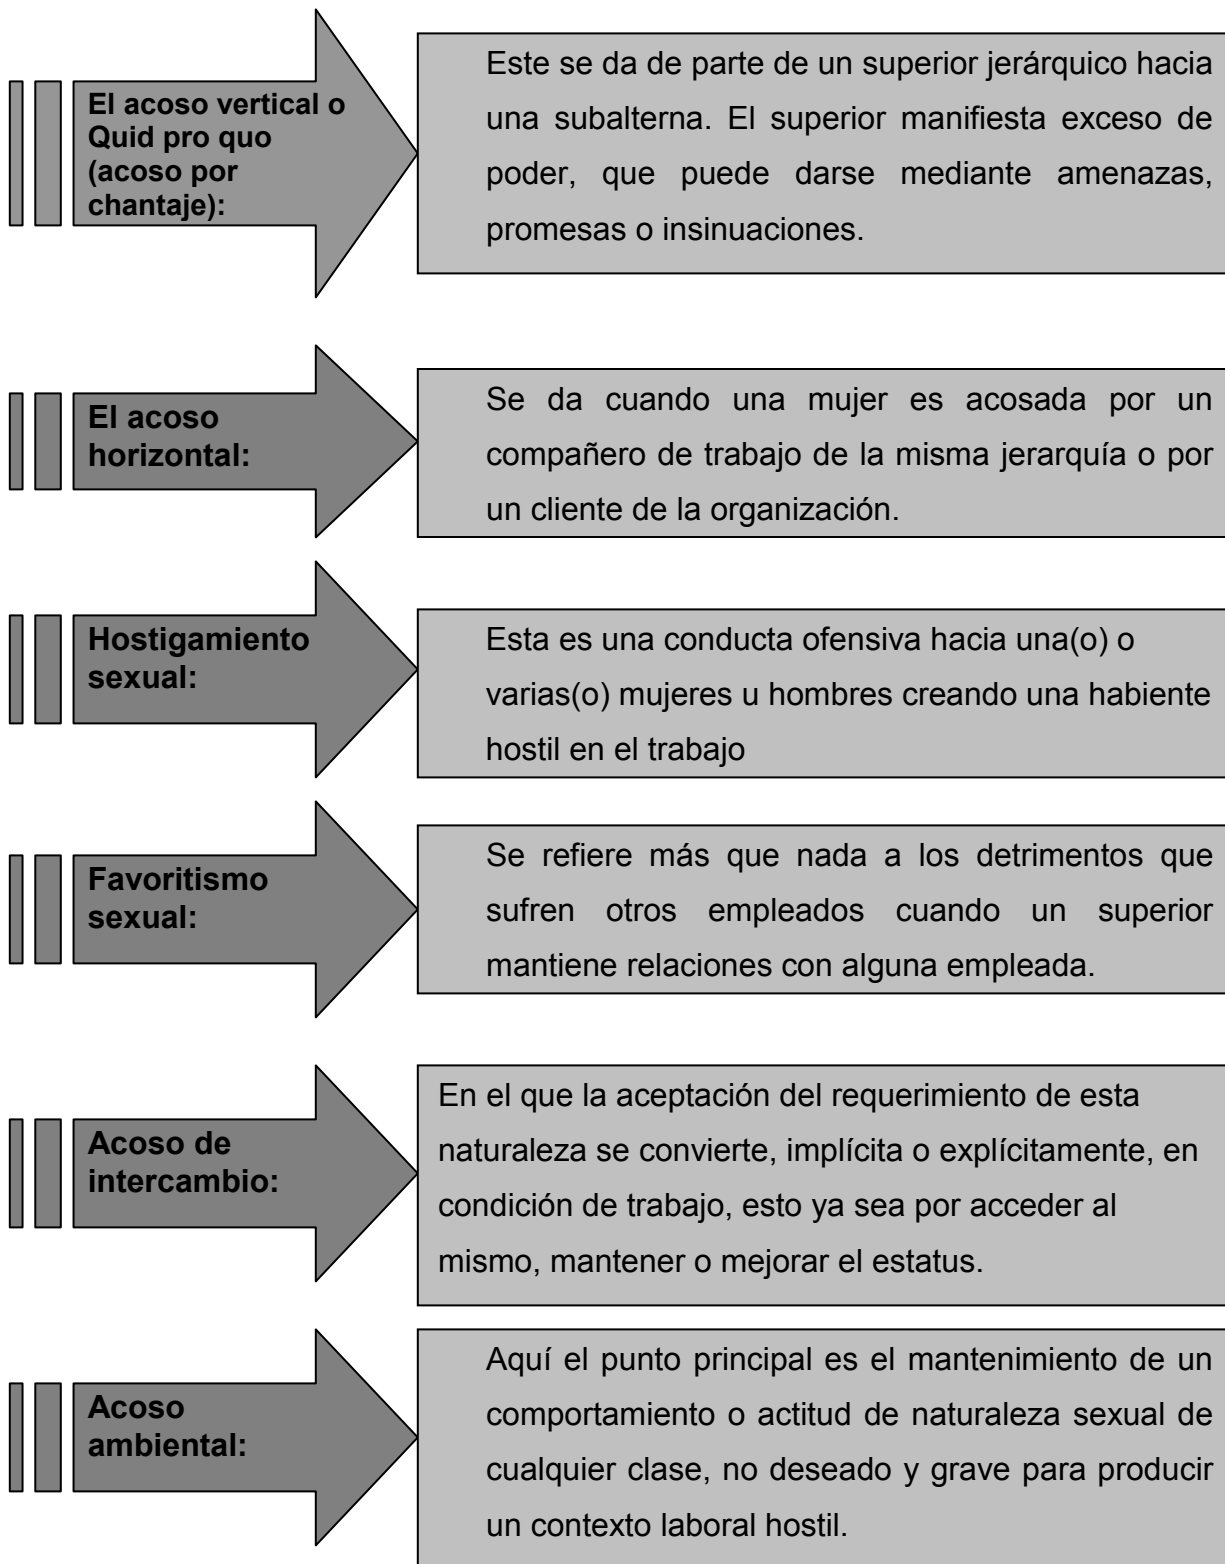 El acoso vertical o
Quid pro quo
(acoso por
chantaje):
Este se da de parte de un superior jerárquico hacia
una subalterna. El superior manifiesta exceso de
poder, que puede darse mediante amenazas,
promesas o insinuaciones.
El acoso
horizontal:
Se da cuando una mujer es acosada por un
compañero de trabajo de la misma jerarquía o por
un cliente de la organización.
Hostigamiento
sexual:
Esta es una conducta ofensiva hacia una(o) o
varias(o) mujeres u hombres creando una habiente
hostil en el trabajo
Favoritismo
sexual:
Se refiere más que nada a los detrimentos que
sufren otros empleados cuando un superior
mantiene relaciones con alguna empleada.
Acoso de
intercambio:
En el que la aceptación del requerimiento de esta
naturaleza se convierte, implícita o explícitamente, en
condición de trabajo, esto ya sea por acceder al
mismo, mantener o mejorar el estatus.
Acoso
ambiental:
Aquí el punto principal es el mantenimiento de un
comportamiento o actitud de naturaleza sexual de
cualquier clase, no deseado y grave para producir
un contexto laboral hostil.